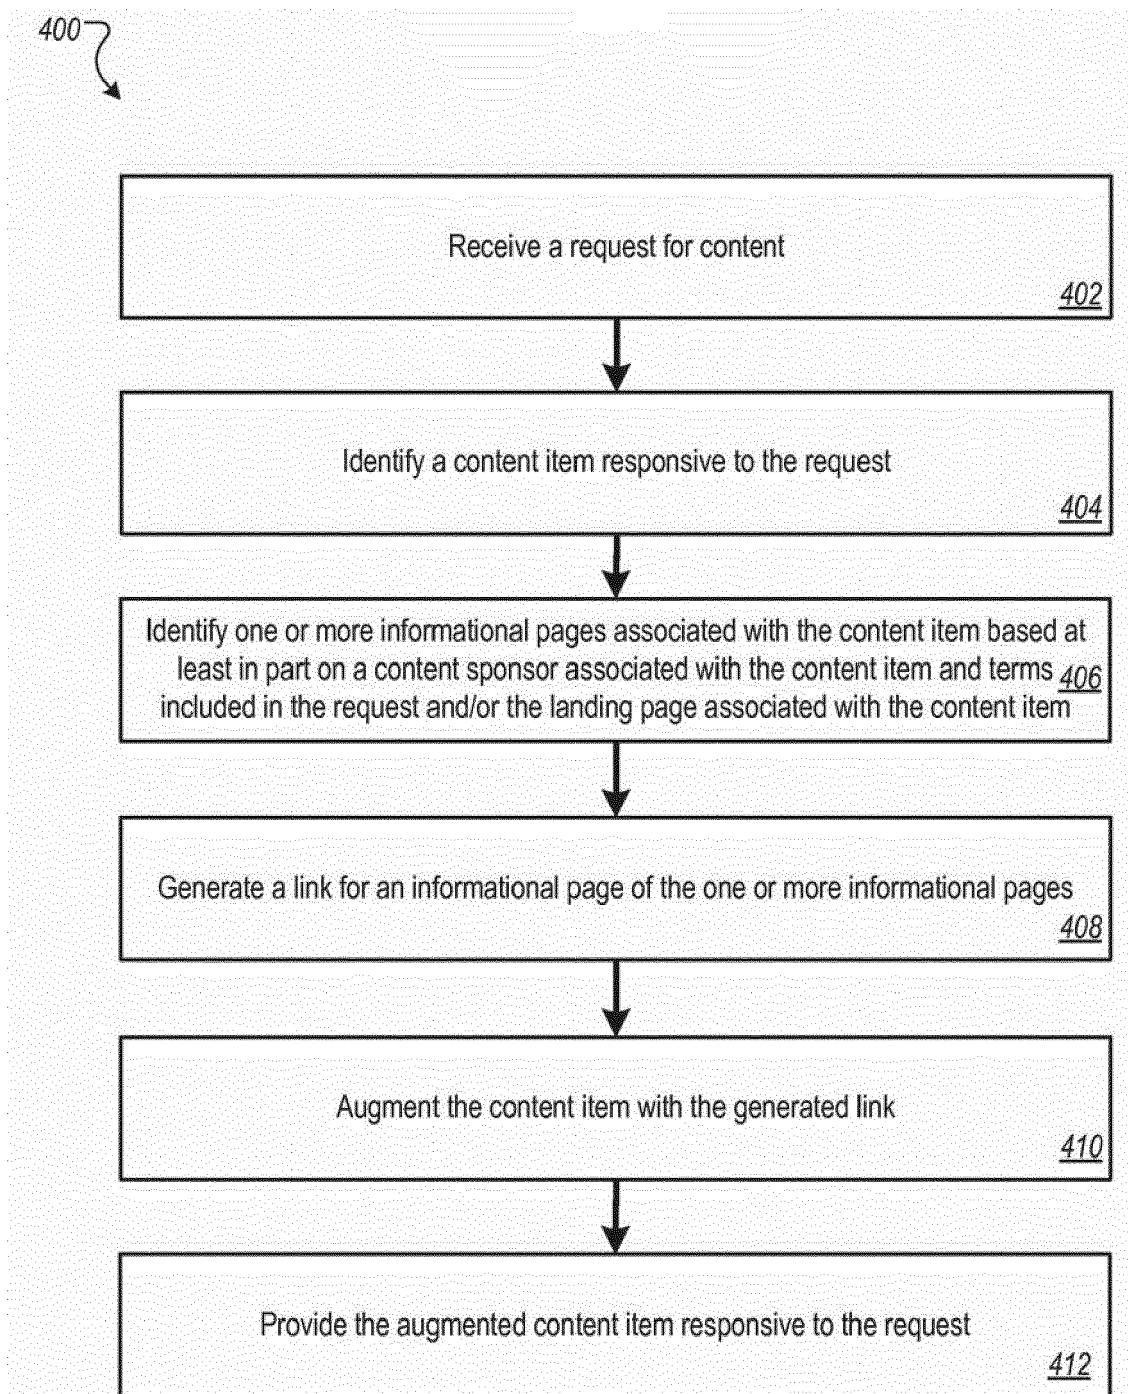 400
Receive a request for content
402
Identify a content item responsive to the request
404
Identify one or more informational pages associated with the content item based at
least in part on a content sponsor associated with the content item and terms
406
included in the request and/or the landing page associated with the content item
Generate a link for an informational page of the one or more informational pages
408
Augment the content item with the generated link
410
Provide the augmented content item responsive to the request
412